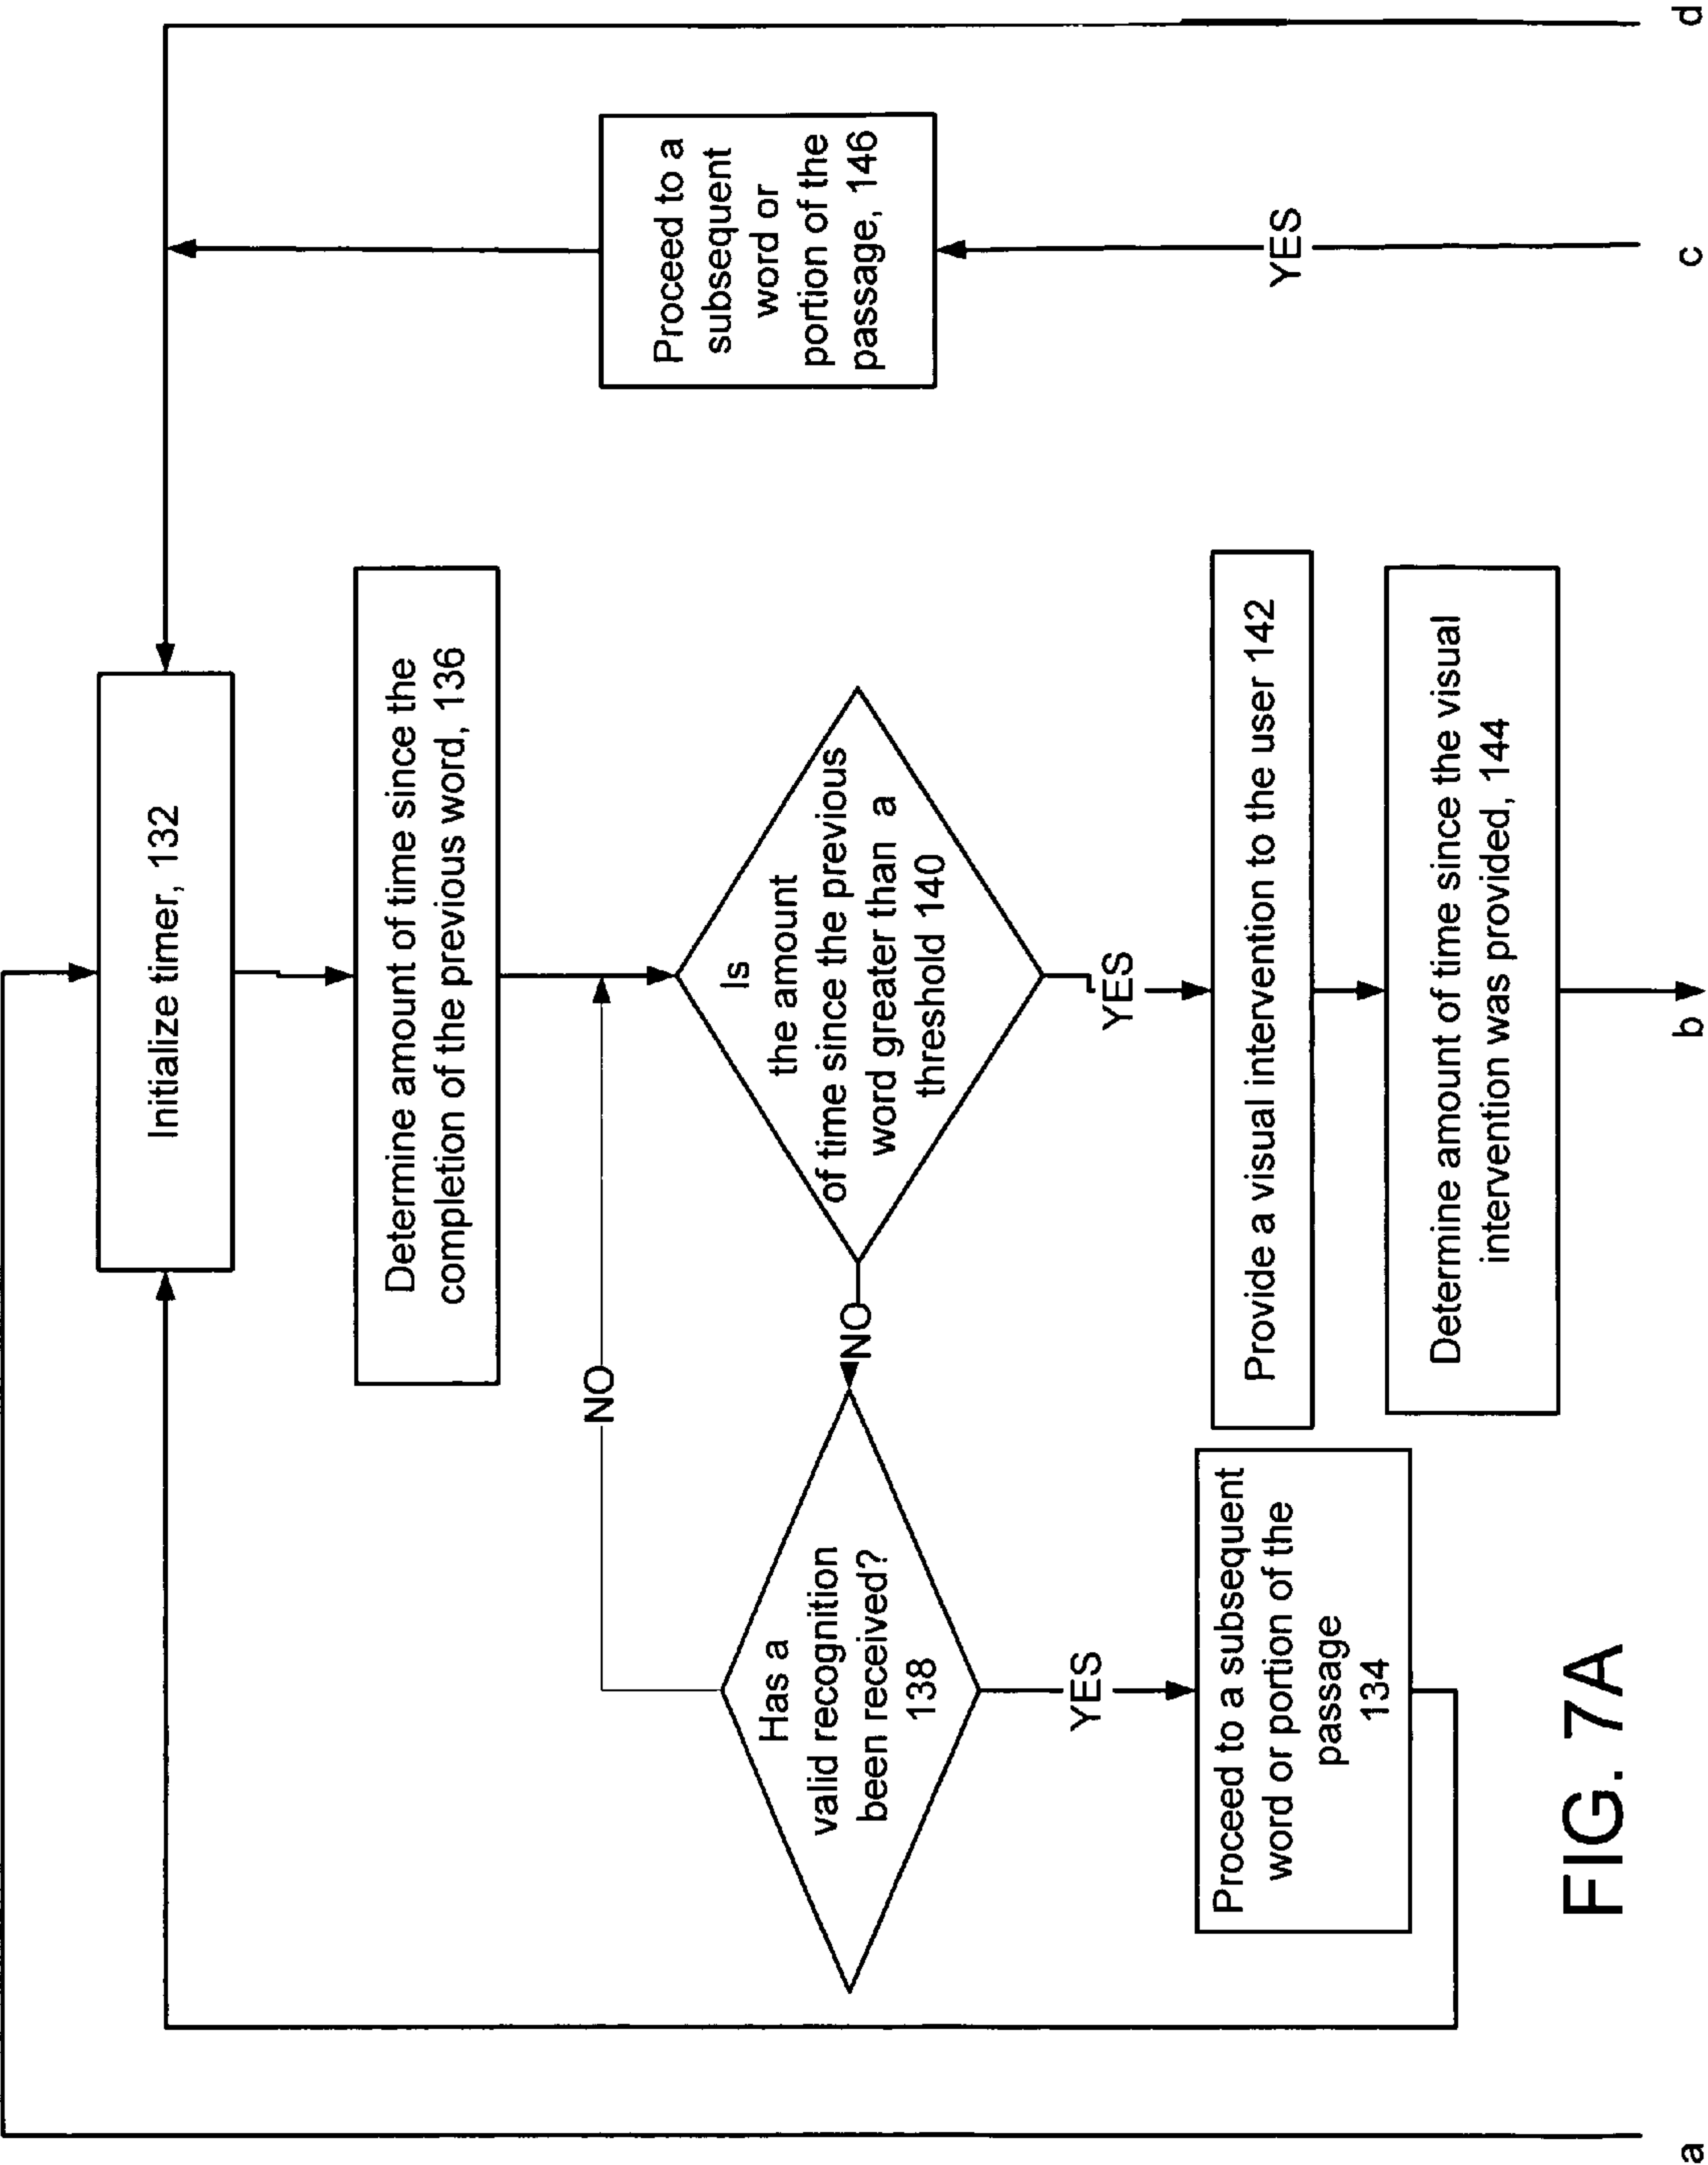 Initialize timer, 132
Determine amount of time since the
completion of the previous word, 136
NO
Is
the amount
of time since the previous
word greater than a
threshold 140
NO
Has a
valid recognition
been received?
138
YES
Proceed to a subsequent
word or portion of the
passage
134
YES
Provide a visual intervention to the user 142
Determine amount of time since the visual
intervention was provided, 144
Proceed to a
subsequent
word or
portion of the
passage, 146
YES
a
b
c
d
FIG. 7A